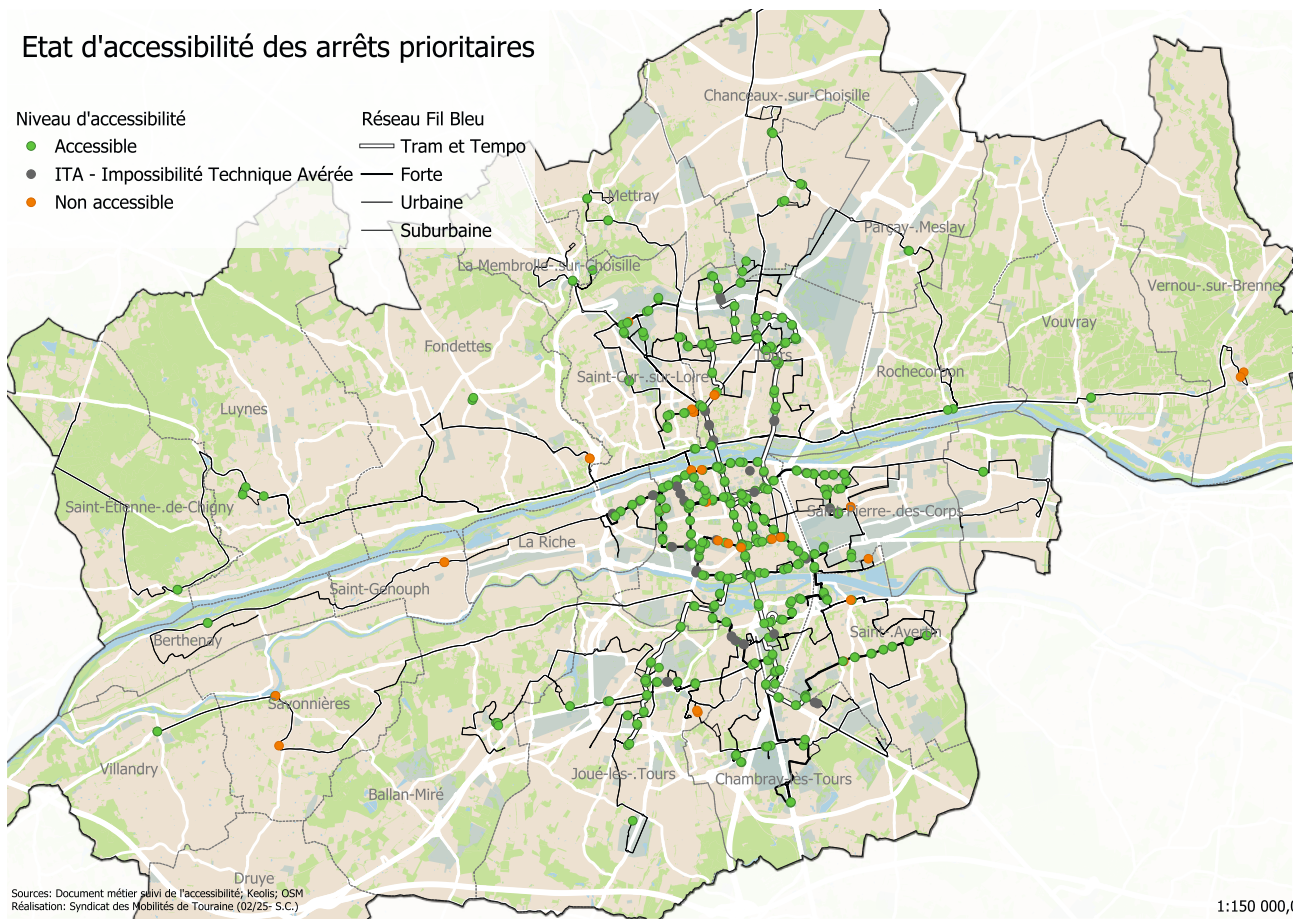 Etat d'accessibilité des arrêts prioritaires
Niveau d'accessibilité
Accessible
ITA - Impossibilité Technique Avérée
Non accessible
Réseau Fil Bleu
Tram et Tempo
Forte
Urbaine
Suburbaine
Chanceaux-.sur-Choisille
Mettray
Parçay-.Meslay
La Membrolle-.sur-Choisille
Vernou-.sur-Brenne
Vouvray
Fondettes
Tours
Rochecorbon
Saint-Cyr-.sur-Loire
Luynes
Saint-Etienne-.de-Chigny
Saint-Pierre-.des-Corps
La Riche
Saint-Genouph
Berthenay
Saint-.Avertin
Savonnières
Villandry
Joué-les-.Tours
Chambray-les-Tours
Ballan-Miré
Druye
Sources: Document métier suivi de l'accessibilité; Keolis; OSM
Réalisation: Syndicat des Mobilités de Touraine (02/25- S.C.)
1:150 000,0